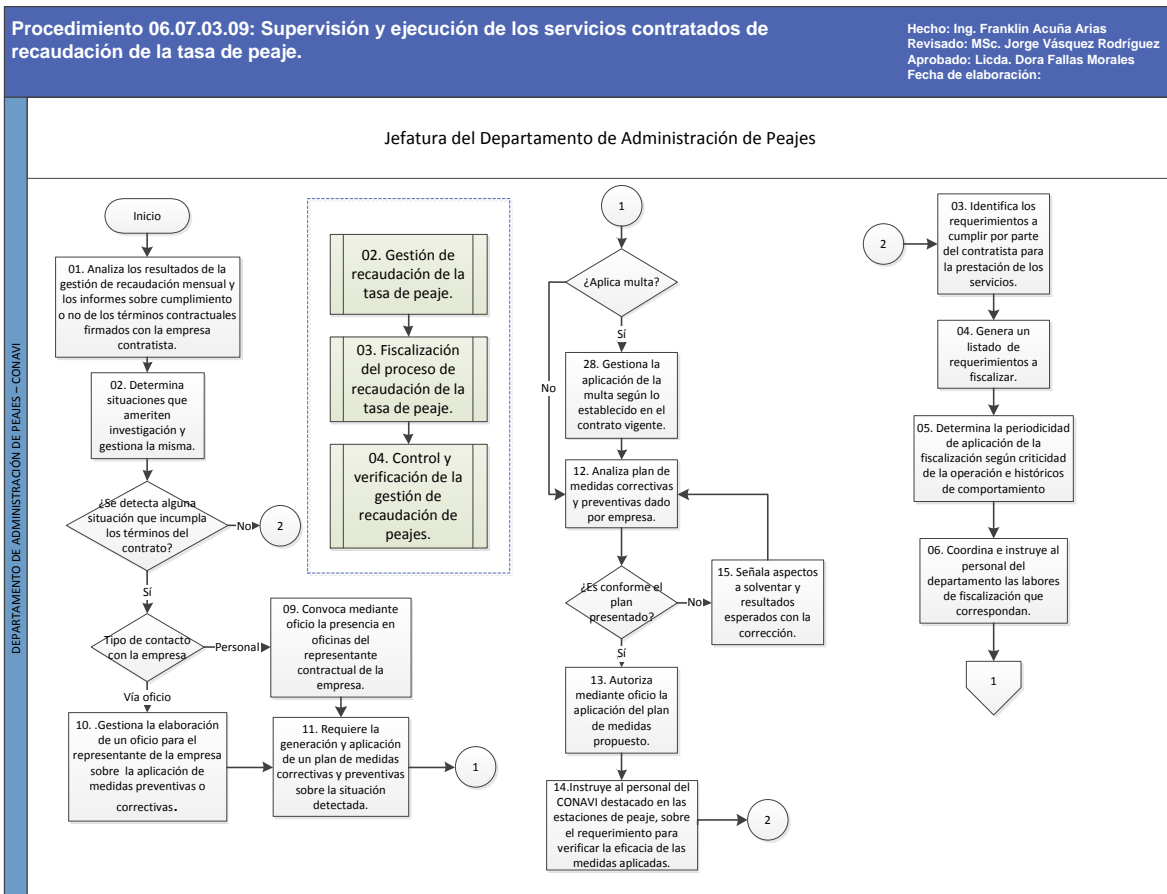 Procedimiento 06.07.03.09: Supervisión y ejecución de los servicios contratados de
recaudación de la tasa de peaje.
Hecho: Ing. Franklin Acuña Arias
Revisado: MSc. Jorge Vásquez Rodríguez
Aprobado: Licda. Dora Fallas Morales
Fecha de elaboración:
DEPARTAMENTO DE ADMINISTRACIÓN DE PEAJES – CONAVI
Jefatura del Departamento de Administración de Peajes
Inicio
01. Analiza los resultados de la
gestión de recaudación mensual y
los informes sobre cumplimiento
o no de los términos contractuales
firmados con la empresa
contratista.
02. Determina
situaciones que
ameriten
investigación y
gestiona la misma.
¿Se detecta alguna
situación que incumpla
los términos del
contrato?
No
2
Sí
Tipo de contacto
con la empresa
Personal
Vía oficio
09. Convoca mediante
oficio la presencia en
oficinas del
representante
contractual de la
empresa.
10. .Gestiona la elaboración
de un oficio para el
representante de la empresa
sobre la aplicación de
medidas preventivas o
correctivas.
11. Requiere la
generación y aplicación
de un plan de medidas
correctivas y preventivas
sobre la situación
detectada.
1
02. Gestión de
recaudación de la
tasa de peaje.
03. Fiscalización
del proceso de
recaudación de la
tasa de peaje.
04. Control y
verificación de la
gestión de
recaudación de
peajes.
1
¿Aplica multa?
Sí
No
28. Gestiona la
aplicación de la
multa según lo
establecido en el
contrato vigente.
12. Analiza plan de
medidas correctivas
y preventivas dado
por empresa.
¿Es conforme el
plan
presentado?
No
15. Señala aspectos
a solventar y
resultados
esperados con la
corrección.
Sí
13. Autoriza
mediante oficio la
aplicación del plan
de medidas
propuesto.
14.Instruye al personal del
CONAVI destacado en las
estaciones de peaje, sobre
el requerimiento para
verificar la eficacia de las
medidas aplicadas.
2
2
03. Identifica los
requerimientos a
cumplir por parte
del contratista para
la prestación de los
servicios.
04. Genera un
listado de
requerimientos a
fiscalizar.
05. Determina la periodicidad
de aplicación de la
fiscalización según criticidad
de la operación e históricos
de comportamiento
06. Coordina e instruye al
personal del
departamento las labores
de fiscalización que
correspondan.
1